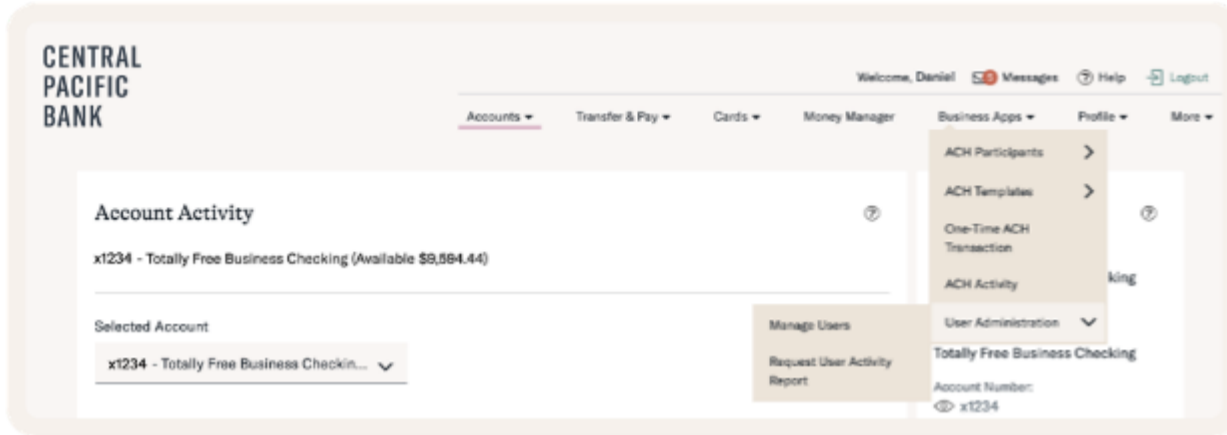 CENTRAL
PACIFIC
BANK
Welcome, Daniel Messages Help Logout
Accounts Transfer & Pay Cards Money Manager Business Apps Profile More
ACH Participants
ACH Templates
One-Time ACH
Transaction
ACH Activity
User Administration
Manage Users
Request User Activity
Report
Account Activity
x1234 - Totally Free Business Checking (Available $9,584.44)
Selected Account
x1234 - Totally Free Business Checkin...
king
Totally Free Business Checking
Account Number:
x1234